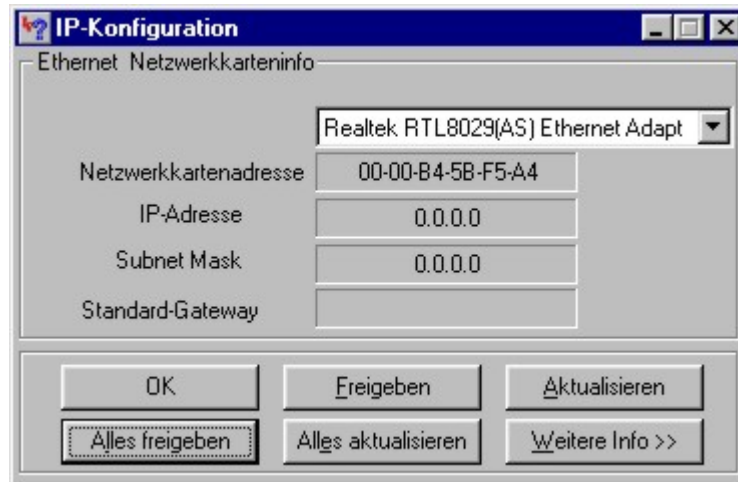 IP-Konfiguration
Ethernet Netzwerkkarteninfo
Realtek RTL8029(AS) Ethernet Adapt
Netzwerkkartenadresse 00-00-B4-5B-F5-A4
IP-Adresse 0.0.0.0
Subnet Mask 0.0.0.0
Standard-Gateway
OK Freigeben Aktualisieren
Alles freigeben Alles aktualisieren Weitere Info >>